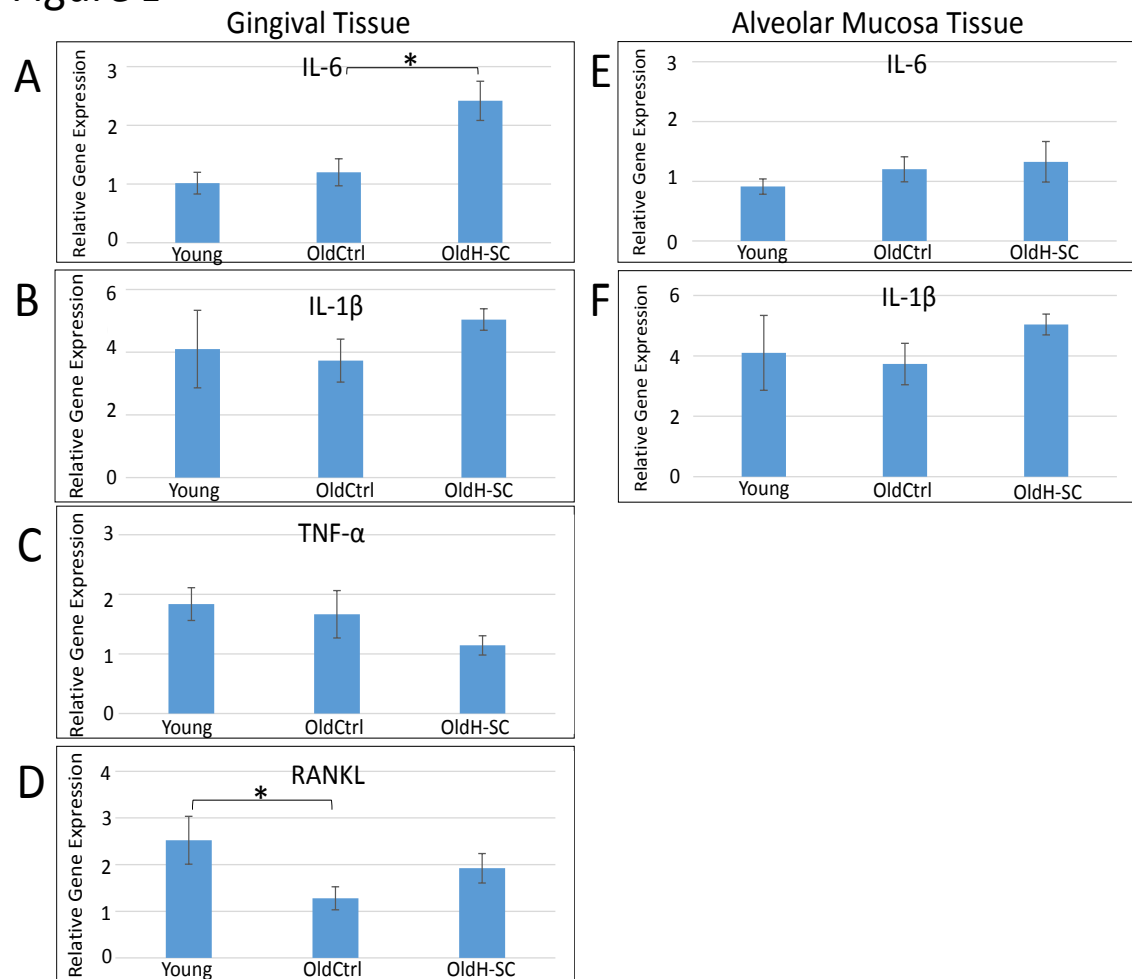 Gingival Tissue
Alveolar Mucosa Tissue
A
IL-6
*
Relative Gene Expression
3
2
1
0
Young
OldCtrl
OldH-SC
E
IL-6
Relative Gene Expression
3
2
1
0
Young
OldCtrl
OldH-SC
B
IL-1β
Relative Gene Expression
6
4
2
0
Young
OldCtrl
OldH-SC
F
IL-1β
Relative Gene Expression
6
4
2
0
Young
OldCtrl
OldH-SC
C
TNF-α
Relative Gene Expression
3
2
1
0
Young
OldCtrl
OldH-SC
D
RANKL
*
Relative Gene Expression
4
3
2
1
0
Young
OldCtrl
OldH-SC